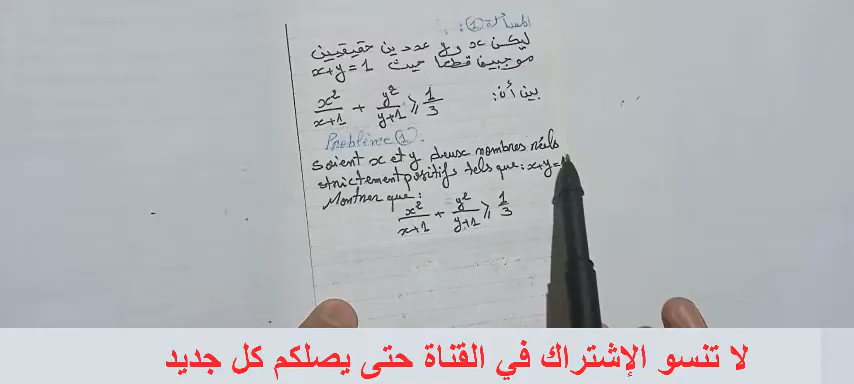 المسألة ①:
ليكن x و y عددين حقيقيين
موجبين قطعا حيث x+y=1
بين أن:
x²/x+1 + y²/y+1 ≥ 1/3
Problème ①.
Soient x et y deux nombres réels
strictement positifs tels que: x+y=1
Montrer que:
x²/x+1 + y²/y+1 ≥ 1/3
لا تنسو الإشتراك في القناة حتى يصلكم كل جديد